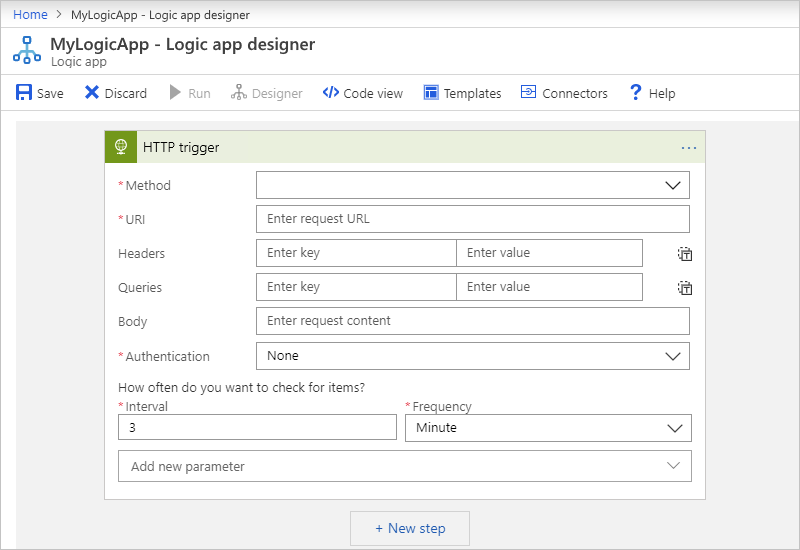 Home > MyLogicApp - Logic app designer
MyLogicApp - Logic app designer
Logic app
Save Discard Run Designer </> Code view Templates Connectors ? Help
HTTP trigger ...
* Method
* URI Enter request URL
Headers Enter key Enter value
Queries Enter key Enter value
Body Enter request content
* Authentication None
How often do you want to check for items?
* Interval * Frequency
3 Minute
Add new parameter
+ New step